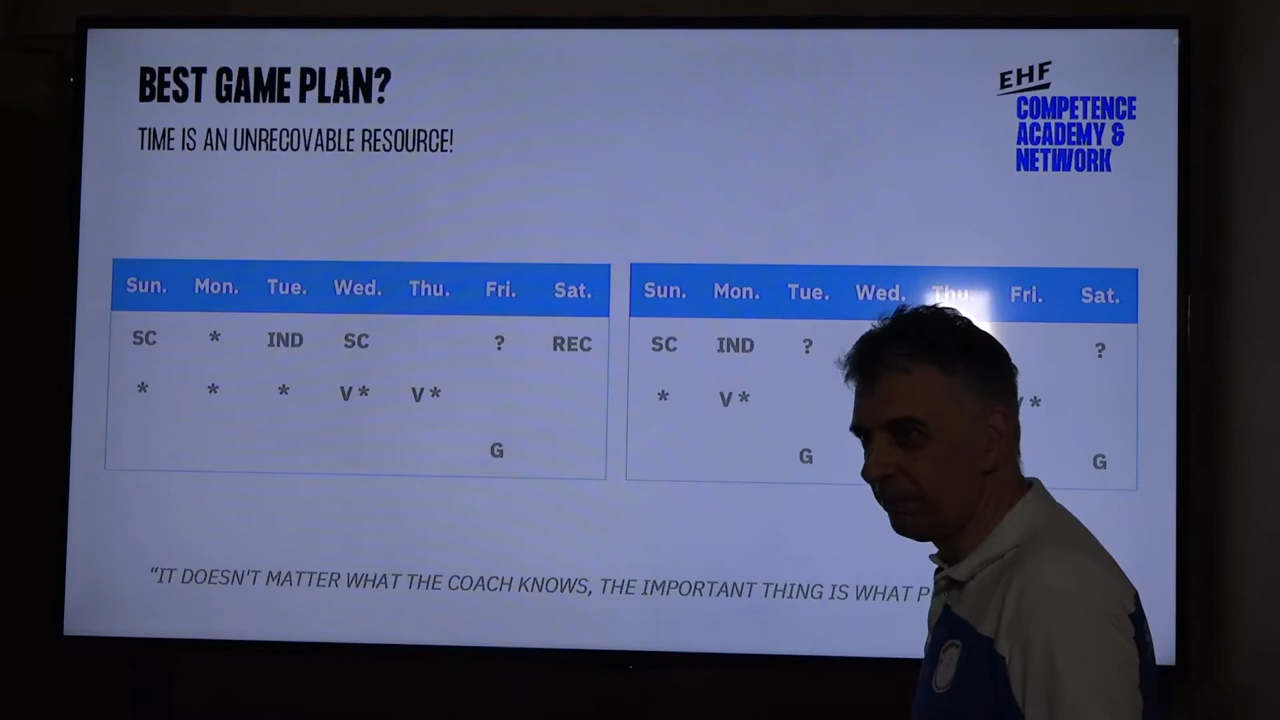 BEST GAME PLAN?
TIME IS AN UNRECOVABLE RESOURCE!
EHF
COMPETENCE
ACADEMY &
NETWORK
Sun. Mon. Tue. Wed. Thu. Fri. Sat.
SC * IND SC ? REC
* * * V * V *
G
Sun. Mon. Tue. Wed. Thu. Fri. Sat.
SC IND ? ?
* V * *
G G
“IT DOESN'T MATTER WHAT THE COACH KNOWS, THE IMPORTANT THING IS WHAT